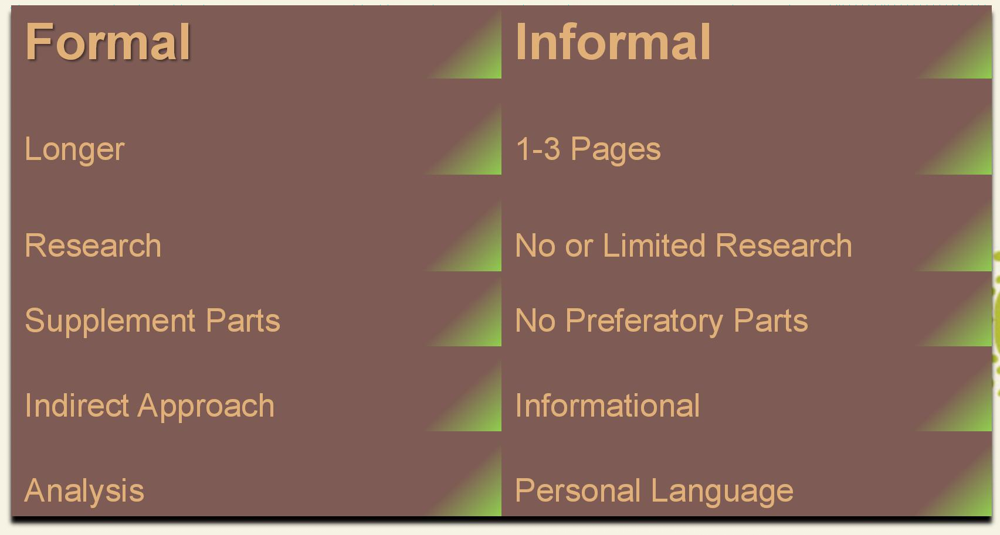 Formal Informal
Longer 1-3 Pages
Research No or Limited Research
Supplement Parts No Preferatory Parts
Indirect Approach Informational
Analysis Personal Language